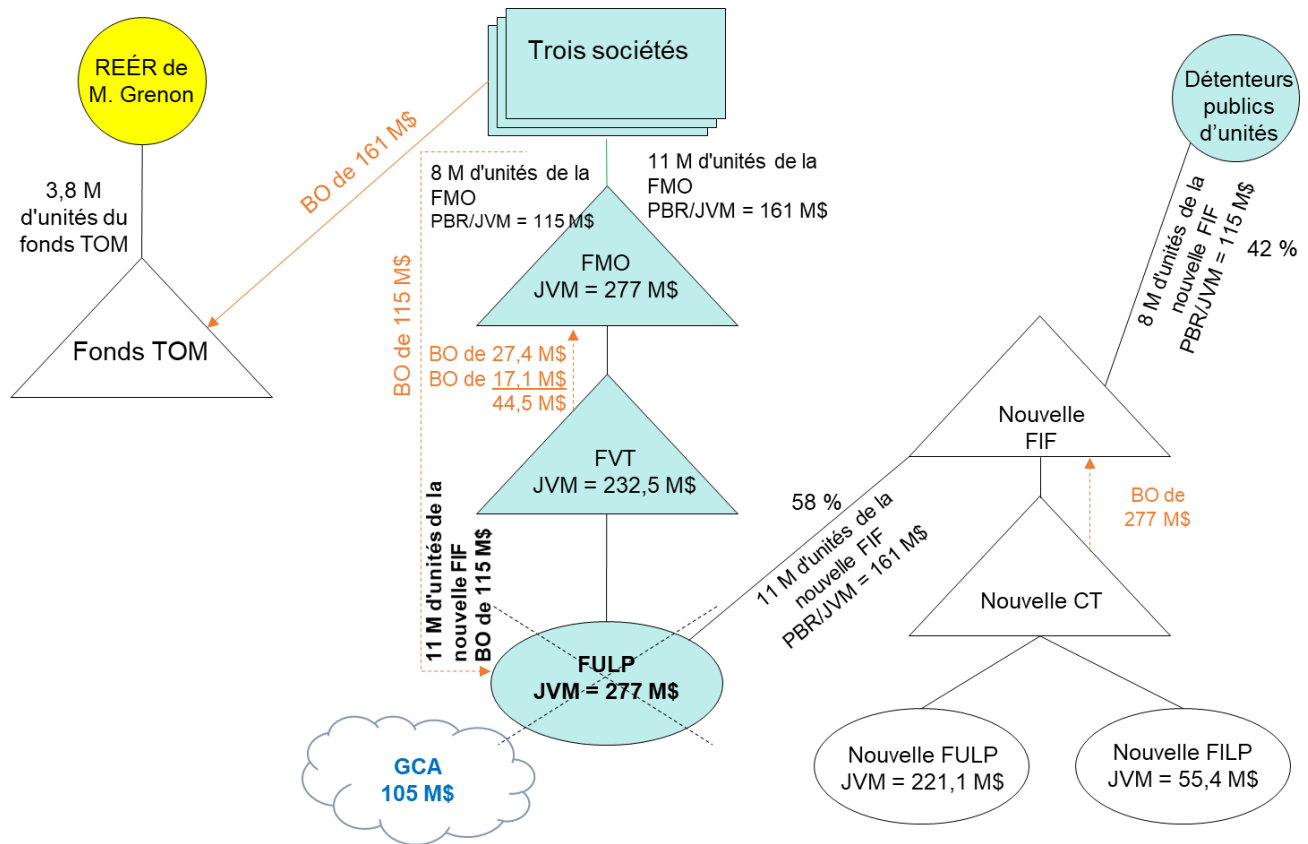 REÉR de
M. Grenon
3,8 M
d'unités du
fonds TOM
Fonds TOM
BO de 161 M$
Trois sociétés
8 M d'unités de la
FMO
PBR/JVM = 115 M$
11 M d'unités de la
FMO
PBR/JVM = 161 M$
BO de 115 M$
FMO
JVM = 277 M$
BO de 27,4 M$
BO de 17,1 M$
44,5 M$
FVT
JVM = 232,5 M$
11 M d'unités de la
nouvelle FIF
BO de 115 M$
FULP
JVM = 277 M$
GCA
105 M$
58 %
11 M d'unités de la
nouvelle FIF
PBR/JVM = 161 M$
Détenteurs
publics
d'unités
8 M d'unités de la
nouvelle FIF
PBR/JVM = 115 M$
42 %
Nouvelle
FIF
BO de
277 M$
Nouvelle CT
Nouvelle FULP
JVM = 221,1 M$
Nouvelle FILP
JVM = 55,4 M$